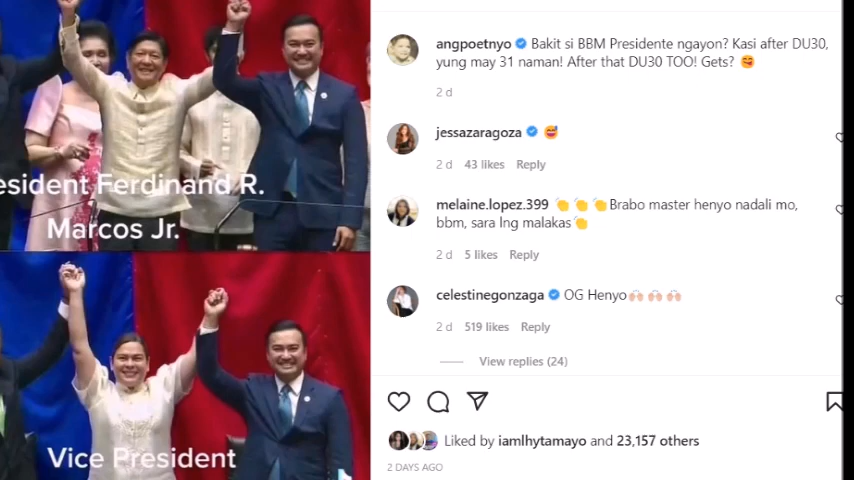 esident Ferdinand R.
Marcos Jr.
Vice President
angpoetnyo Bakit si BBM Presidente ngayon? Kasi after DU30,
yung may 31 naman! After that DU30 TOO! Gets? 🥰
2 d
jessazaragoza 😅
2 d 43 likes Reply
melaine.lopez.399 👏👏👏Brabo master henyo nadali mo,
bbm, sara lng malakas👏
2 d 5 likes Reply
celestinegonzaga OG Henyo🙌🏻🙌🏻🙌🏻
2 d 519 likes Reply
View replies (24)
Liked by iamlhytamayo and 23,157 others
2 DAYS AGO